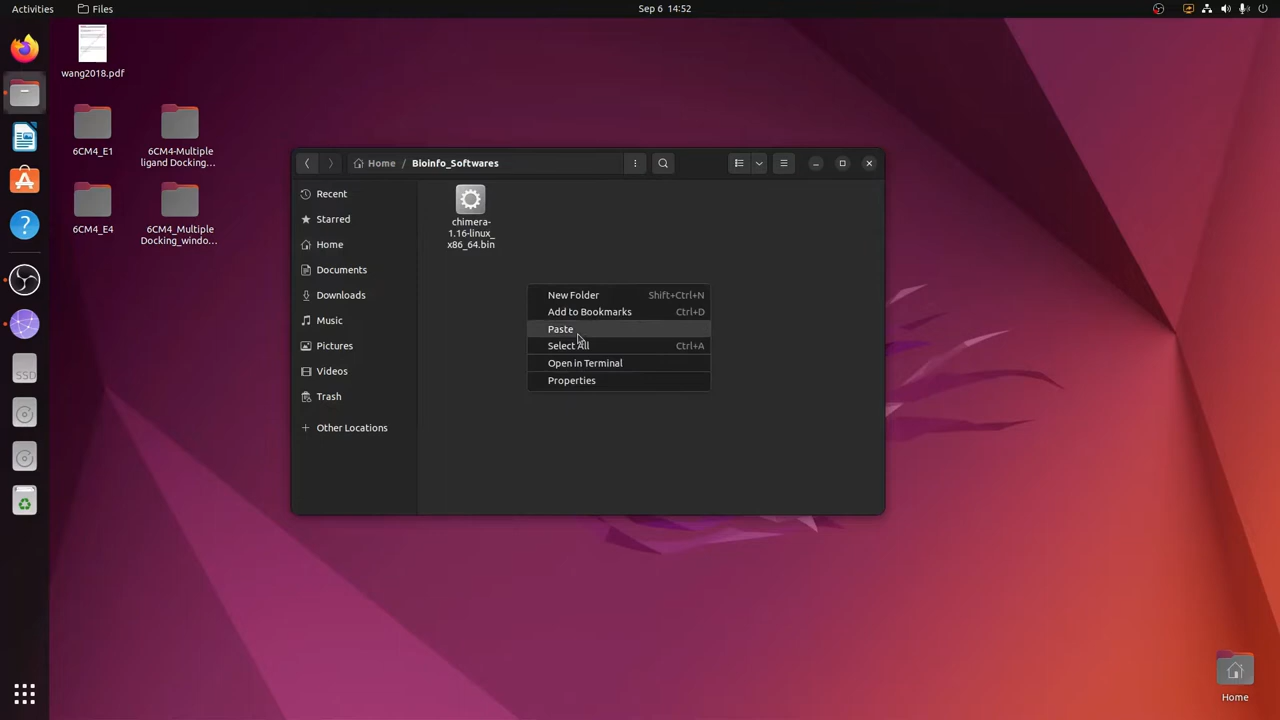 Activities
Files
Sep 6 14:52
wang2018.pdf
6CM4_E1
6CM4-Multiple
ligand Docking...
6CM4_E4
6CM4_Multiple
Docking_windo...
Home / BioInfo_Softwares
Recent
Starred
Home
Documents
Downloads
Music
Pictures
Videos
Trash
+ Other Locations
chimera-
1.16-linux_
x86_64.bin
New Folder Shift+Ctrl+N
Add to Bookmarks Ctrl+D
Paste
Select All Ctrl+A
Open in Terminal
Properties
SSD
Home